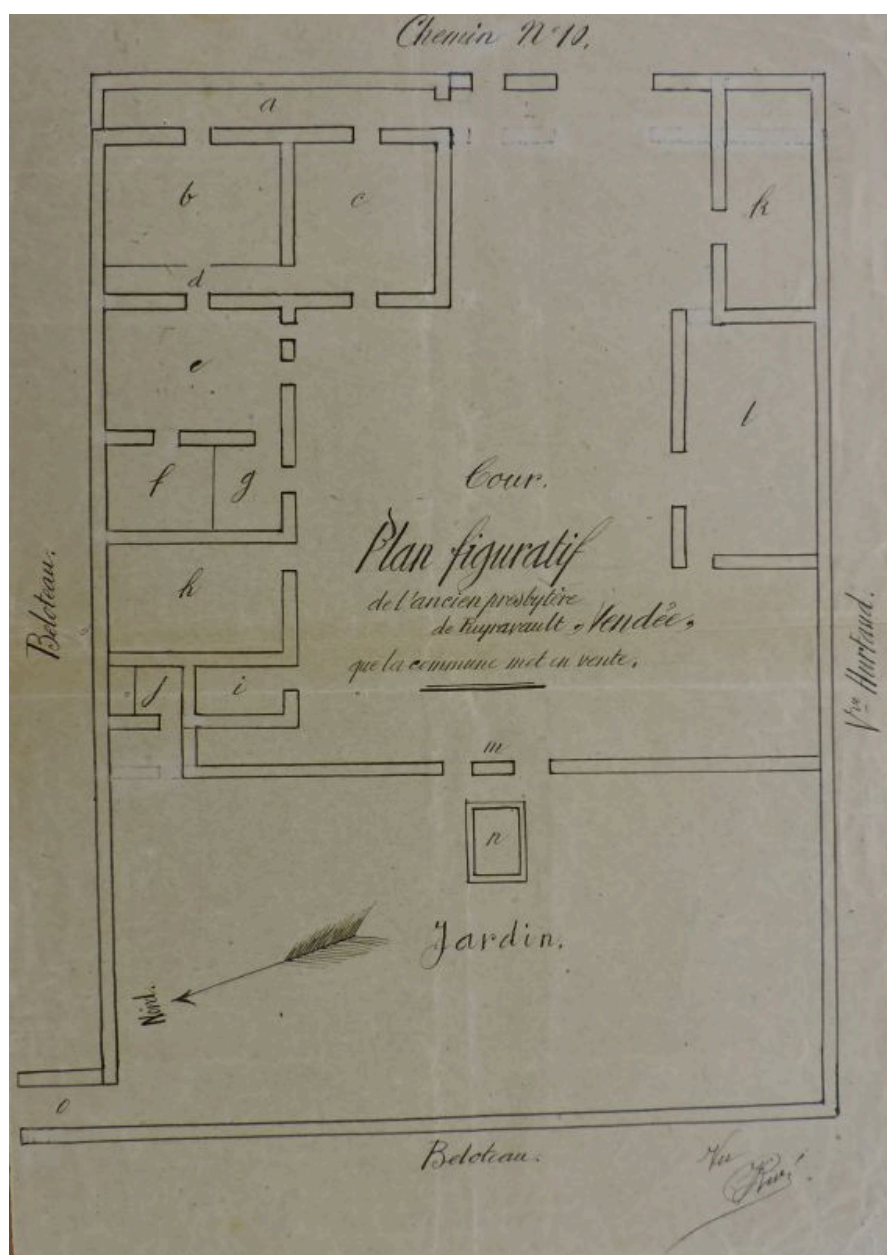 Chemin N° 10.
a
b
c
k
d
e
l
f
g
Cour.
Plan figuratif
de l'ancien presbytère
de Puyravault „Vendée„
que la commune met en vente.
h
Beloteau.
Vve Hurtaud.
j
i
m
n
Jardin.
Nord.
o
Beloteau.
Vu